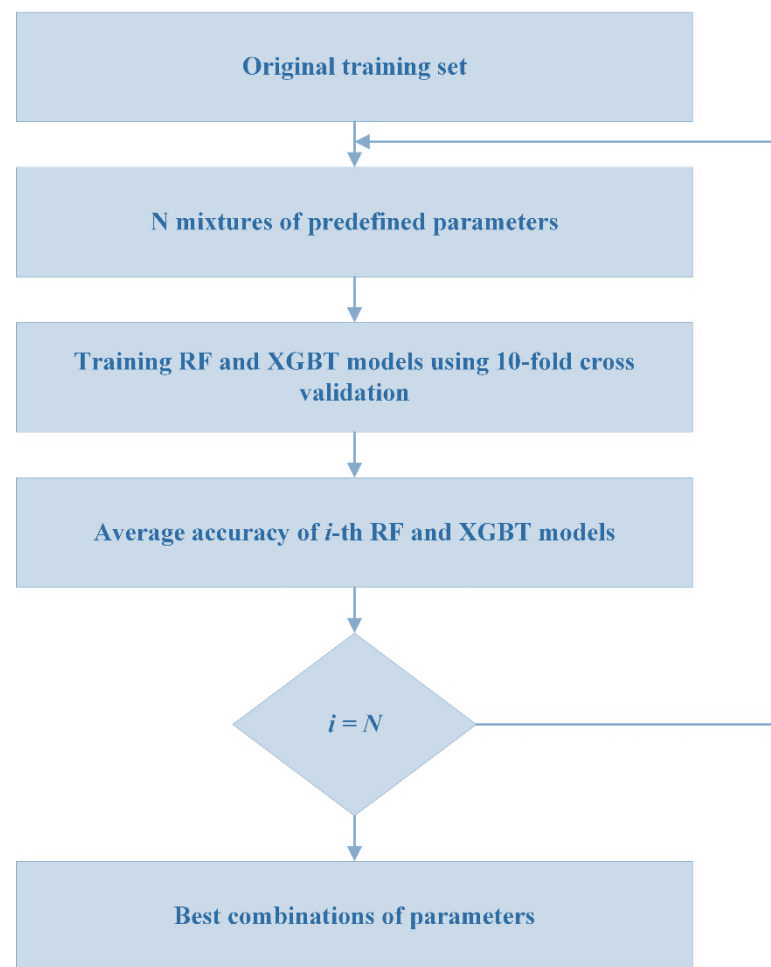 Original training set
N mixtures of predefined parameters
Training RF and XGBT models using 10-fold cross
validation
Average accuracy of i-th RF and XGBT models
i = N
Best combinations of parameters